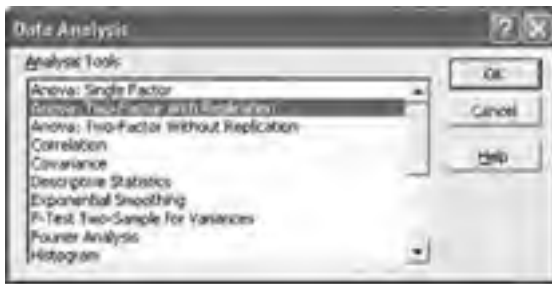 Data Analysis
Analysis Tools
Anova: Single Factor
Anova: Two-Factor With Replication
Anova: Two-Factor Without Replication
Correlation
Covariance
Descriptive Statistics
Exponential Smoothing
F-Test Two-Sample for Variances
Fourier Analysis
Histogram
OK
Cancel
Help